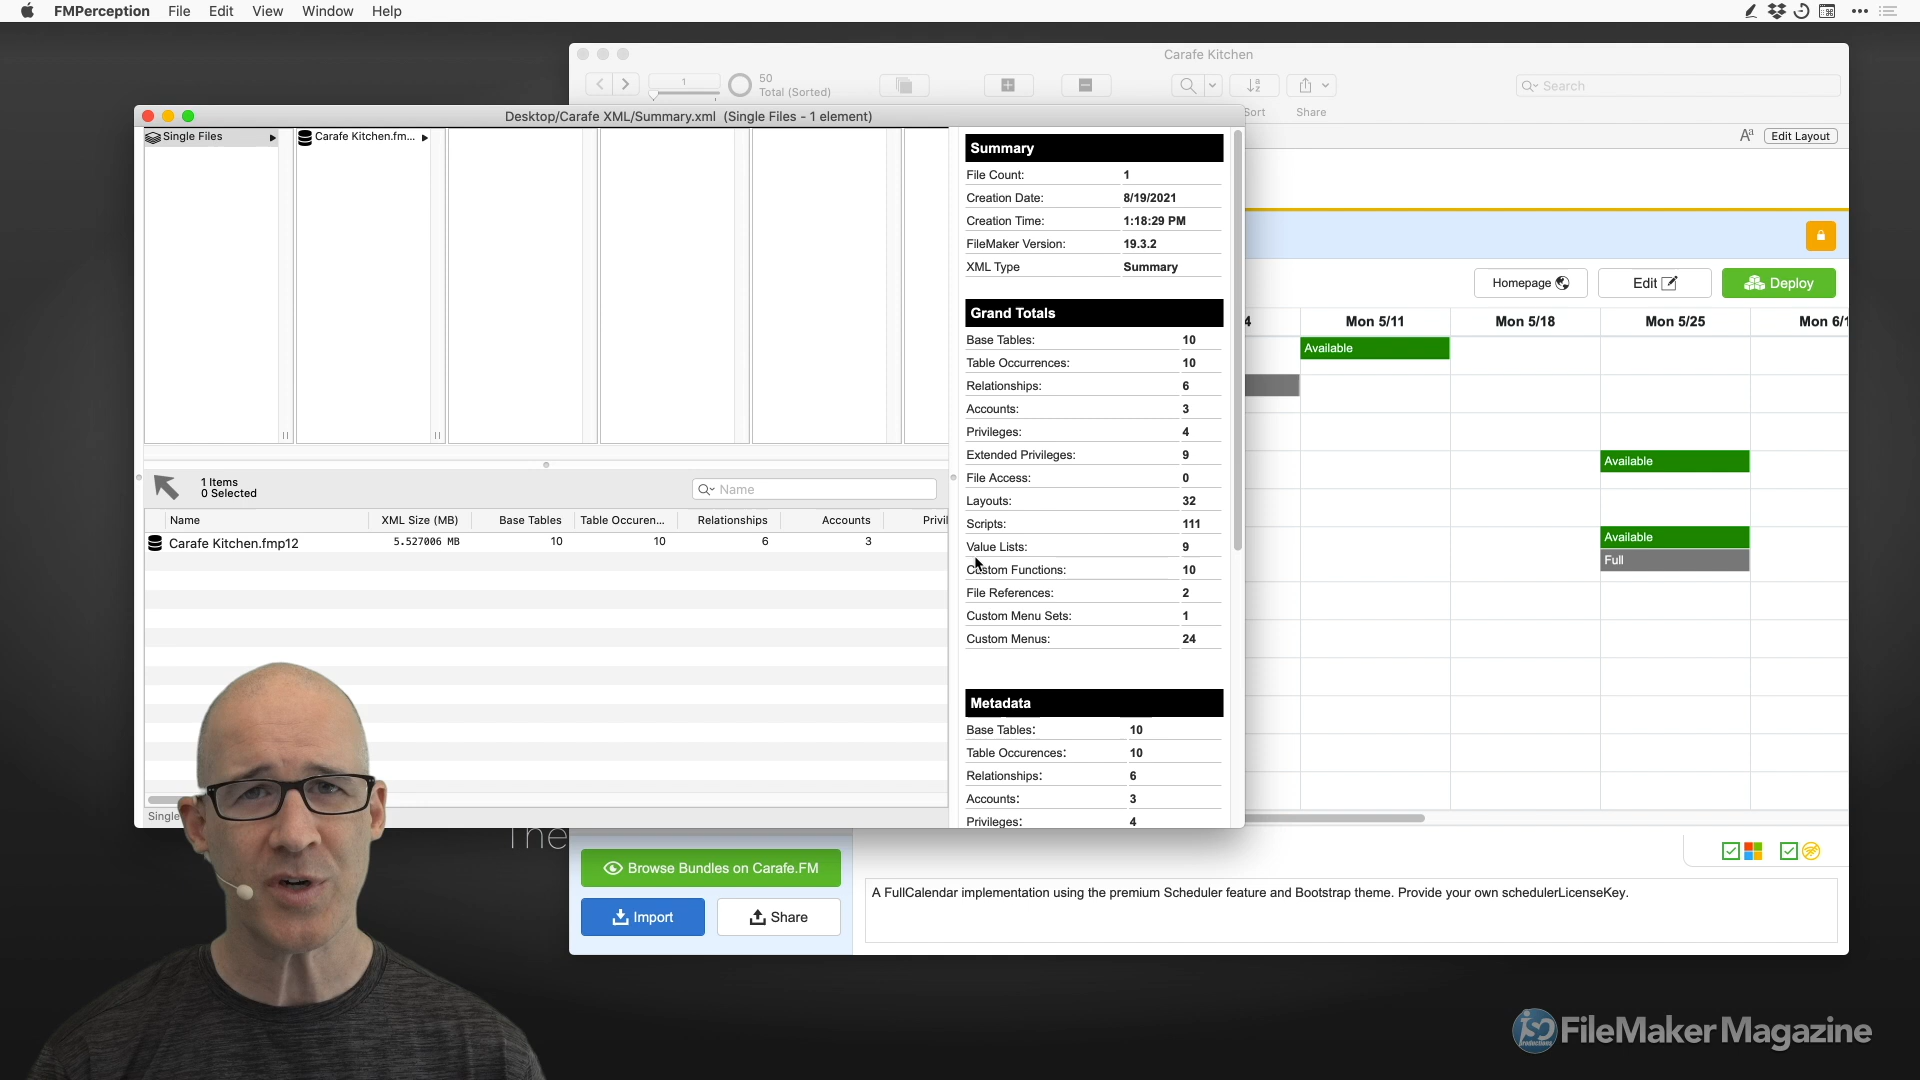 FMPerception File Edit View Window Help
Carafe Kitchen
1
50
Total (Sorted)
Search
Sort
Share
Edit Layout
Desktop/Carafe XML/Summary.xml (Single Files - 1 element)
Single Files
Carafe Kitchen.fm...
Summary
File Count: 1
Creation Date: 8/19/2021
Creation Time: 1:18:29 PM
FileMaker Version: 19.3.2
XML Type Summary
Grand Totals
Base Tables: 10
Table Occurrences: 10
Relationships: 6
Accounts: 3
Privileges: 4
Extended Privileges: 9
File Access: 0
Layouts: 32
Scripts: 111
Value Lists: 9
Custom Functions: 10
File References: 2
Custom Menu Sets: 1
Custom Menus: 24
Metadata
Base Tables: 10
Table Occurences: 10
Relationships: 6
Accounts: 3
Privileges: 4
1 Items
0 Selected
Name
Name XML Size (MB) Base Tables Table Occuren... Relationships Accounts Privil
Carafe Kitchen.fmp12 5.527006 MB 10 10 6 3
Single
Homepage
Edit
Deploy
4 Mon 5/11 Mon 5/18 Mon 5/25 Mon 6/1
Available
Available
Available
Full
The
Browse Bundles on Carafe.FM
Import
Share
A FullCalendar implementation using the premium Scheduler feature and Bootstrap theme. Provide your own schedulerLicenseKey.
iso productions
FileMaker Magazine